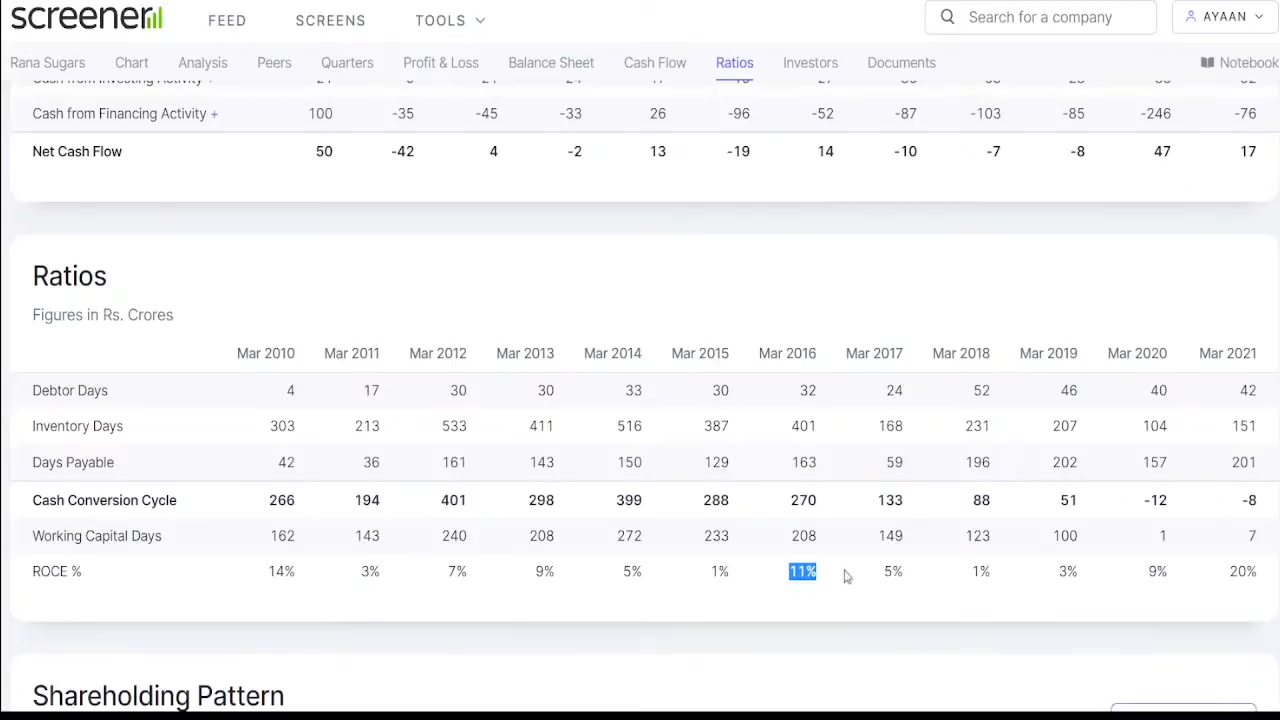 screener FEED SCREENS TOOLS Search for a company AYAAN
Rana Sugars Chart Analysis Peers Quarters Profit & Loss Balance Sheet Cash Flow Ratios Investors Documents Notebook
Cash from Financing Activity + 100 -35 -45 -33 26 -96 -52 -87 -103 -85 -246 -76
Net Cash Flow 50 -42 4 -2 13 -19 14 -10 -7 -8 47 17
Ratios
Figures in Rs. Crores
Mar 2010 Mar 2011 Mar 2012 Mar 2013 Mar 2014 Mar 2015 Mar 2016 Mar 2017 Mar 2018 Mar 2019 Mar 2020 Mar 2021
Debtor Days 4 17 30 30 33 30 32 24 52 46 40 42
Inventory Days 303 213 533 411 516 387 401 168 231 207 104 151
Days Payable 42 36 161 143 150 129 163 59 196 202 157 201
Cash Conversion Cycle 266 194 401 298 399 288 270 133 88 51 -12 -8
Working Capital Days 162 143 240 208 272 233 208 149 123 100 1 7
ROCE % 14% 3% 7% 9% 5% 1% 11% 5% 1% 3% 9% 20%
Shareholding Pattern